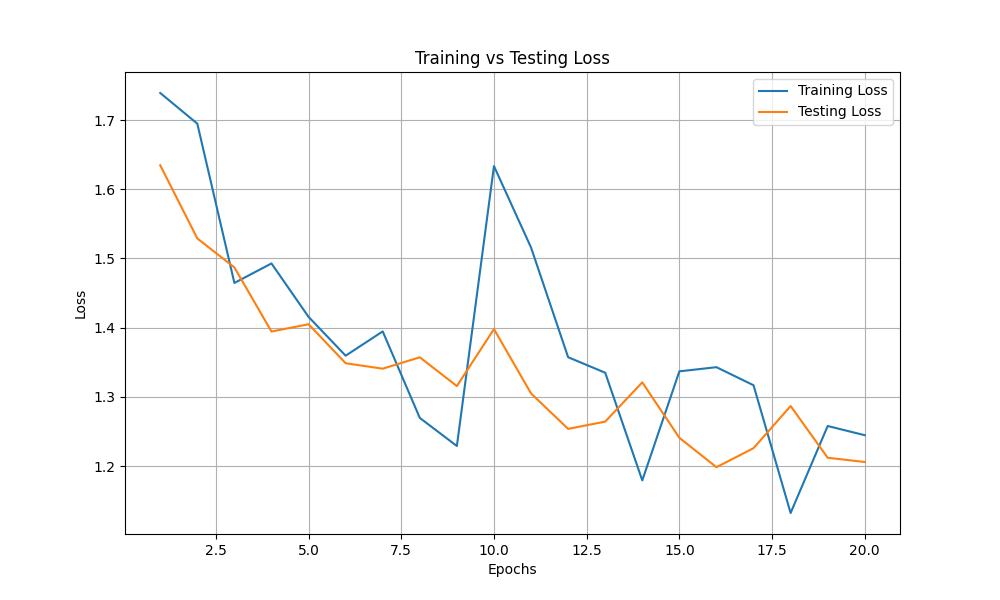 Training vs Testing Loss
Training Loss
Testing Loss
1.7
1.6
1.5
1.4
1.3
1.2
Loss
2.5 5.0 7.5 10.0 12.5 15.0 17.5 20.0
Epochs